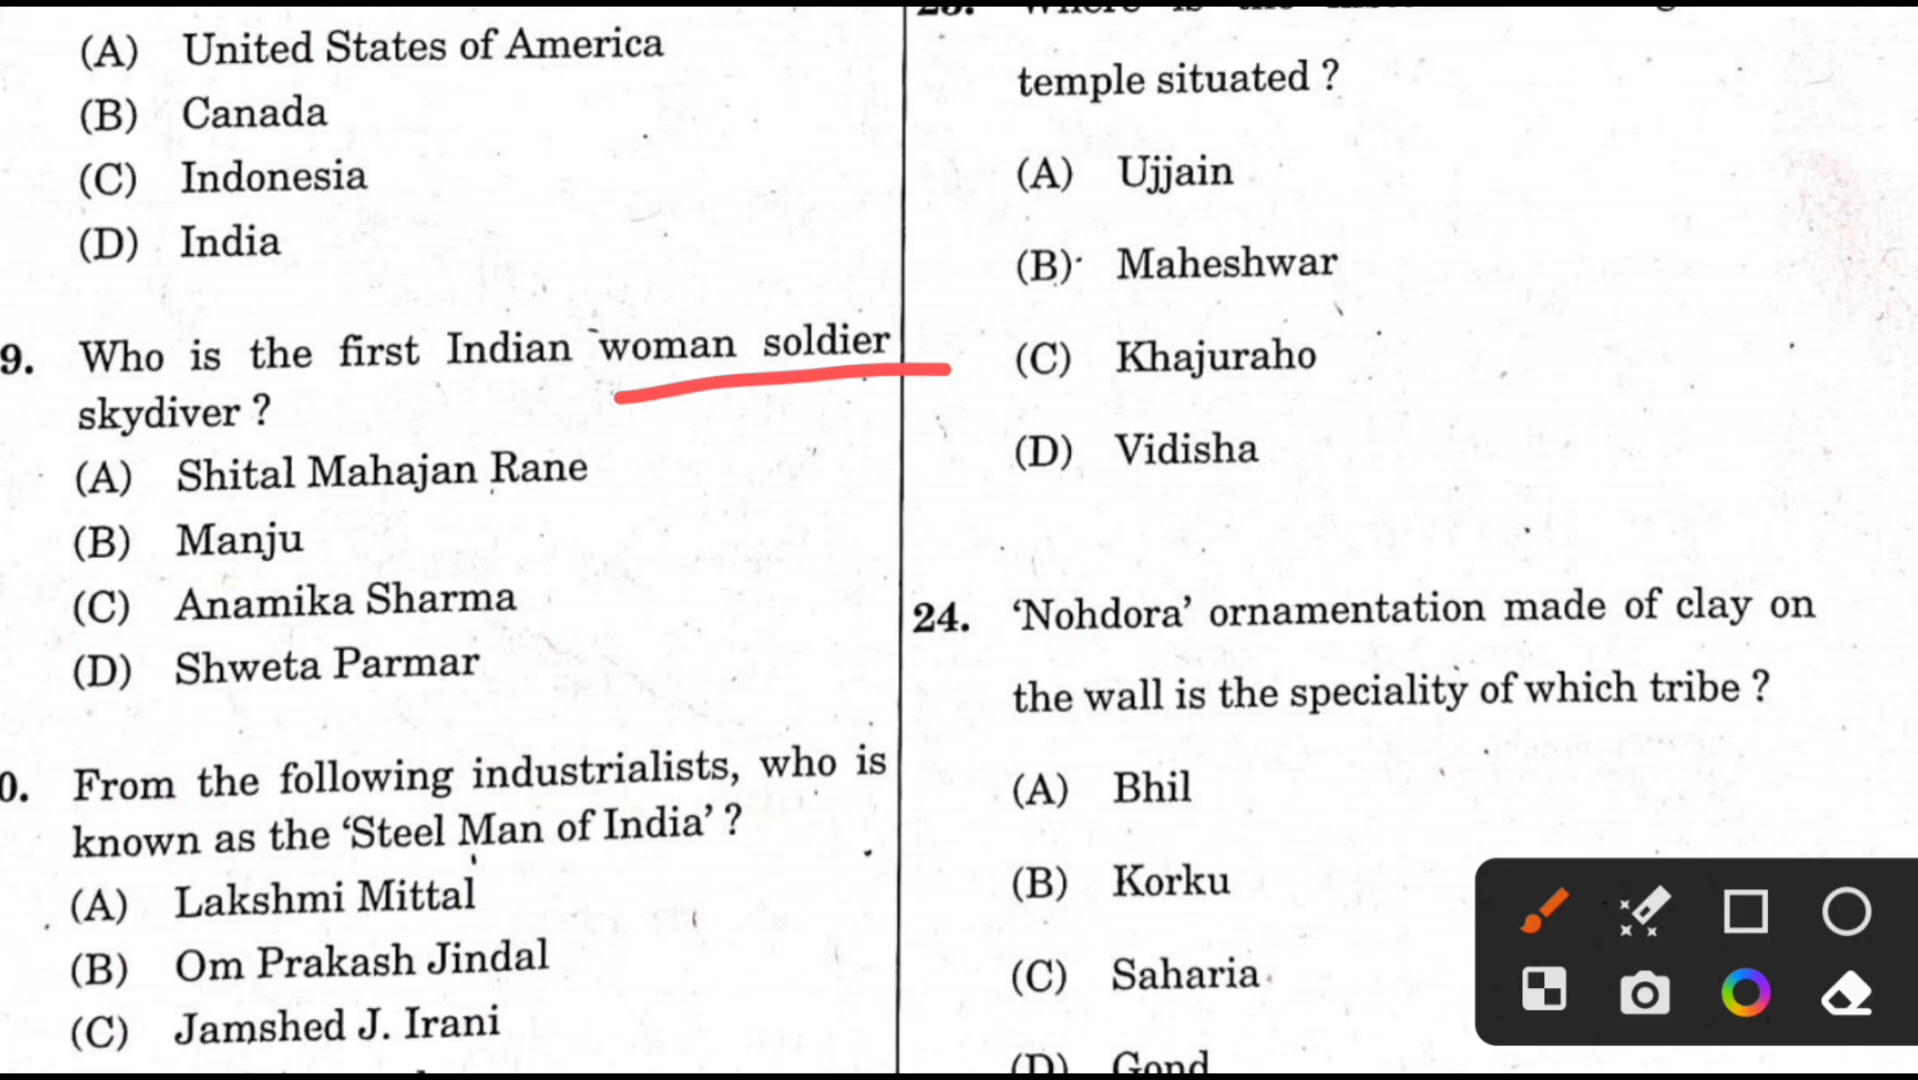 (A) United States of America
(B) Canada
(C) Indonesia
(D) India
9. Who is the first Indian woman soldier
skydiver ?
(A) Shital Mahajan Rane
(B) Manju
(C) Anamika Sharma
(D) Shweta Parmar
0. From the following industrialists, who is
known as the ‘Steel Man of India’ ?
(A) Lakshmi Mittal
(B) Om Prakash Jindal
(C) Jamshed J. Irani
temple situated ?
(A) Ujjain
(B) Maheshwar
(C) Khajuraho
(D) Vidisha
24. ‘Nohdora’ ornamentation made of clay on
the wall is the speciality of which tribe ?
(A) Bhil
(B) Korku
(C) Saharia
(D) Gond